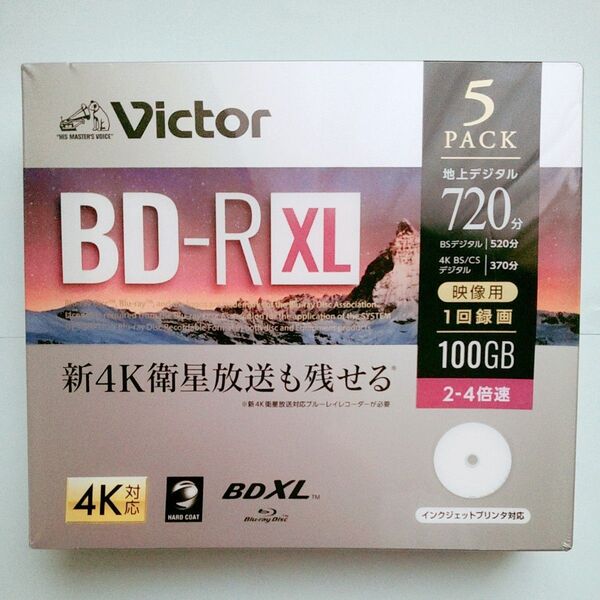 Victor
"HIS MASTER'S VOICE"
BD-R XL
新4K衛星放送も残せる※
※新4K衛星放送対応ブルーレイレコーダーが必要
4K対応
HARD COAT
BDXL™
Blu-ray Disc™
5
PACK
地上デジタル
720分
BSデジタル 520分
4K BS/CS
デジタル 370分
映像用
1回録画
100GB
2-4倍速
インクジェットプリンタ対応